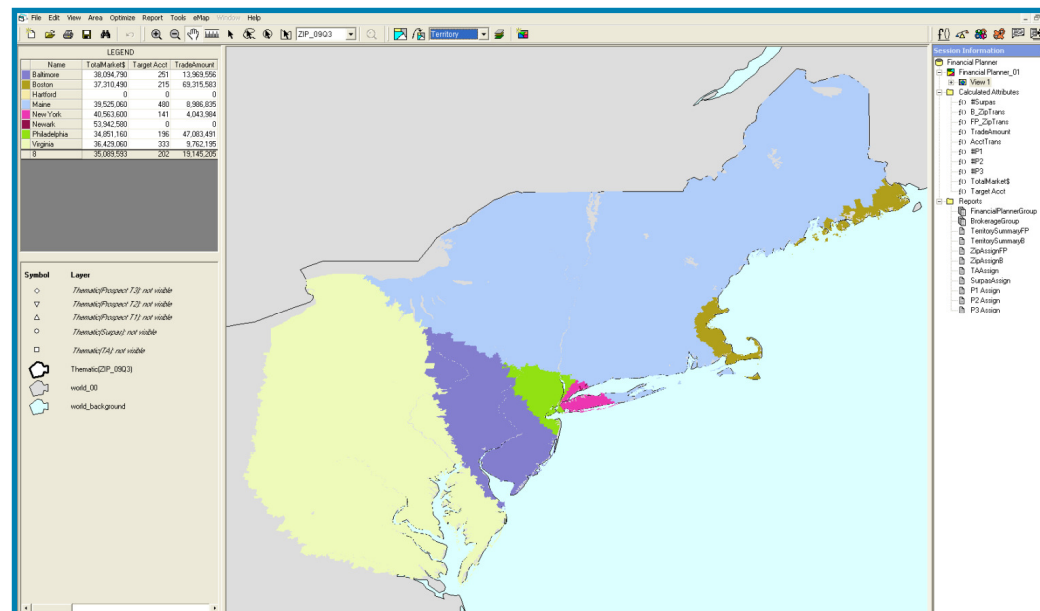 File Edit View Area Optimize Report Tools eMap Window Help
ZIP_09Q3 Territory
LEGEND
Name TotalMarket$ Target Acct TradeAmount
Baltimore 38,094,790 251 13,969,556
Boston 37,310,490 215 69,315,583
Hartford 0 0 0
Maine 39,525,060 480 8,986,835
New York 40,563,600 141 4,043,984
Newark 53,942,580 0 0
Philadelphia 34,851,160 196 47,083,491
Virginia 36,429,060 333 9,762,195
8 35,089,593 202 19,145,205
Symbol Layer
Thematic(Prospect T3): not visible
Thematic(Prospect T2): not visible
Thematic(Prospect T1): not visible
Thematic(Surpas): not visible
Thematic(TA): not visible
Thematic(ZIP_09Q3)
world_00
world_background
Session Information
Financial Planner
Financial Planner_01
View 1
Calculated Attributes
f() #Surpas
f() B_ZipTrans
f() FP_ZipTrans
f() TradeAmount
f() AcctTrans
f() #P1
f() #P2
f() #P3
f() TotalMarket$
f() Target Acct
Reports
FinancialPlannerGroup
BrokerageGroup
TerritorySummaryFP
TerritorySummaryB
ZipAssignFP
ZipAssignB
TAAssign
SurpasAssign
P1 Assign
P2 Assign
P3 Assign